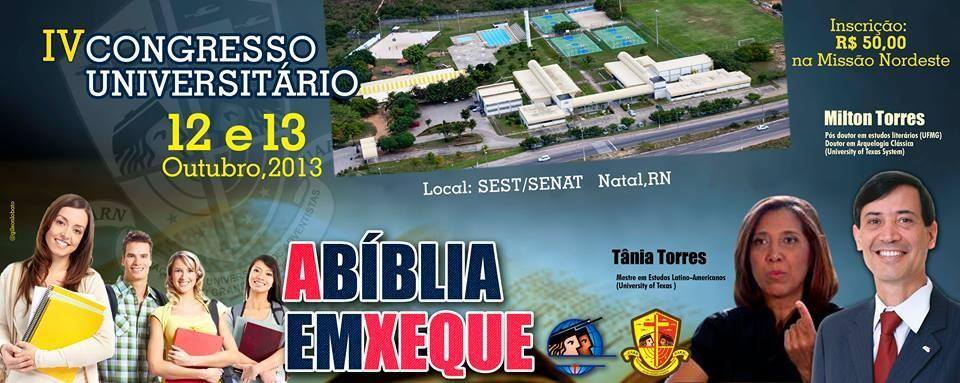 IV CONGRESSO
UNIVERSITÁRIO
12 e 13
Outubro,2013
Local: SEST/SENAT Natal,RN
Inscrição:
R$ 50,00
na Missão Nordeste
Milton Torres
Pós doutor em estudos literários (UFMG)
Doutor em Arquelogia Clássica
(University of Texas System)
Tânia Torres
Mestre em Estudos Latino-Americanos
(University of Texas )
A BÍBLIA
EM XEQUE